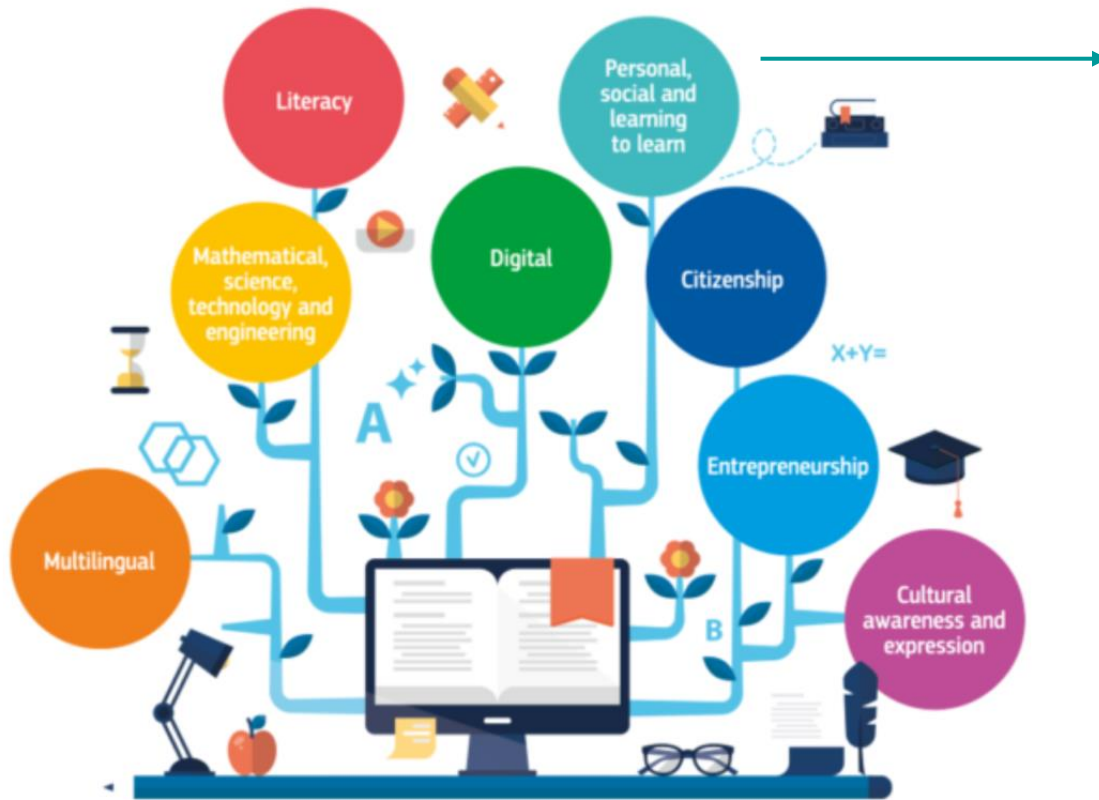 Literacy
Personal,
social and
learning
to learn
Mathematical,
science,
technology and
engineering
Digital
Citizenship
X+Y=
A
Entrepreneurship
Multilingual
Cultural
awareness and
expression
B